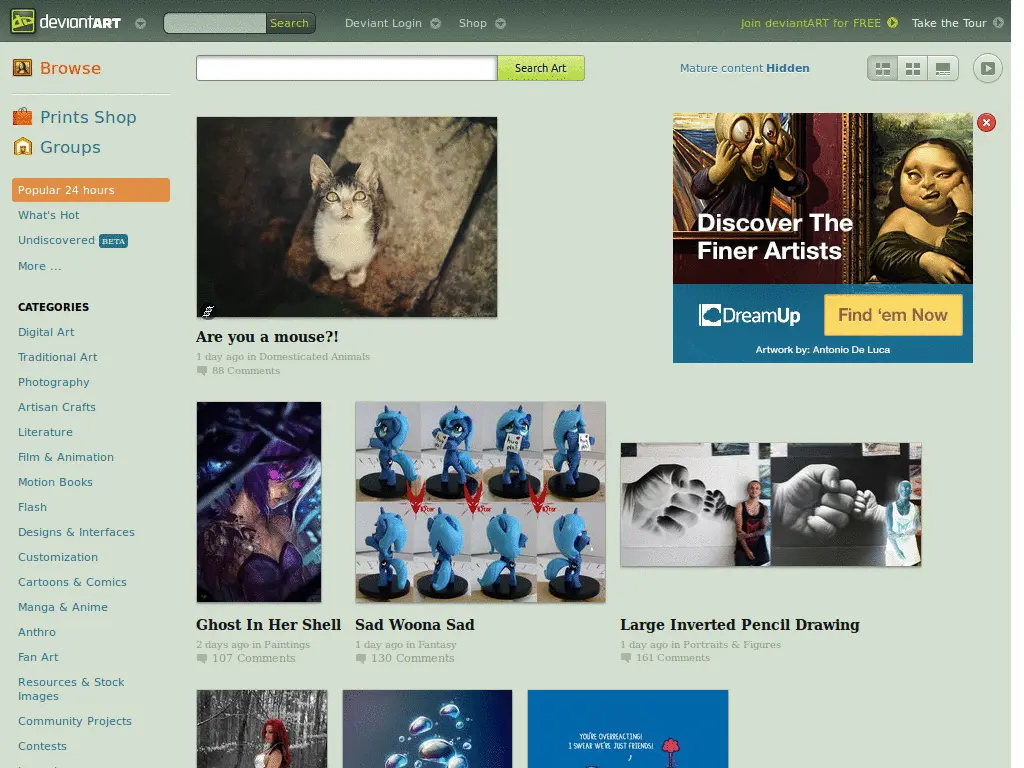 deviantART
Search
Deviant Login
Shop
Join deviantART for FREE
Take the Tour
Browse
Search Art
Mature content Hidden
Prints Shop
Groups
Popular 24 hours
What's Hot
Undiscovered BETA
More ...
CATEGORIES
Digital Art
Traditional Art
Photography
Artisan Crafts
Literature
Film & Animation
Motion Books
Flash
Designs & Interfaces
Customization
Cartoons & Comics
Manga & Anime
Anthro
Fan Art
Resources & Stock
Images
Community Projects
Contests
Are you a mouse?!
1 day ago in Domesticated Animals
88 Comments
Discover The
Finer Artists
DreamUp
Find 'em Now
Artwork by: Antonio De Luca
Ghost In Her Shell
2 days ago in Paintings
107 Comments
Sad Woona Sad
1 day ago in Fantasy
130 Comments
Large Inverted Pencil Drawing
1 day ago in Portraits & Figures
161 Comments
YOU'RE OVERREACTING!
I SWEAR WE'RE JUST FRIENDS!